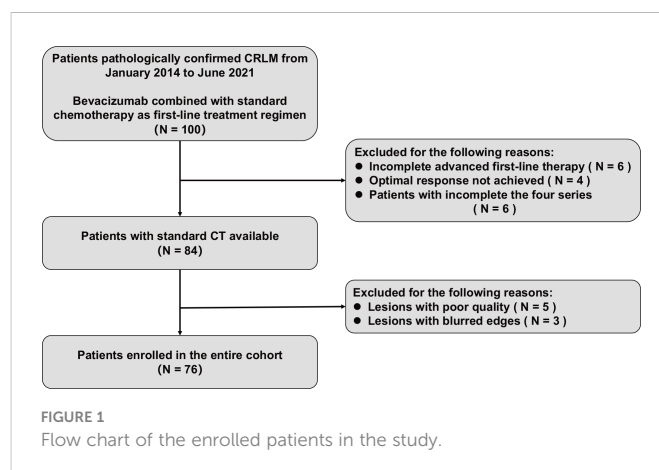 Patients pathologically confirmed CRLM from
January 2014 to June 2021
Bevacizumab combined with standard
chemotherapy as first-line treatment regimen
(N = 100)
Excluded for the following reasons:
● Incomplete advanced first-line therapy ( N = 6 )
● Optimal response not achieved ( N = 4 )
● Patients with incomplete the four series
( N = 6 )
Patients with standard CT available
(N = 84)
Excluded for the following reasons:
● Lesions with poor quality ( N = 5 )
● Lesions with blurred edges ( N = 3 )
Patients enrolled in the entire cohort
(N = 76)
FIGURE 1
Flow chart of the enrolled patients in the study.